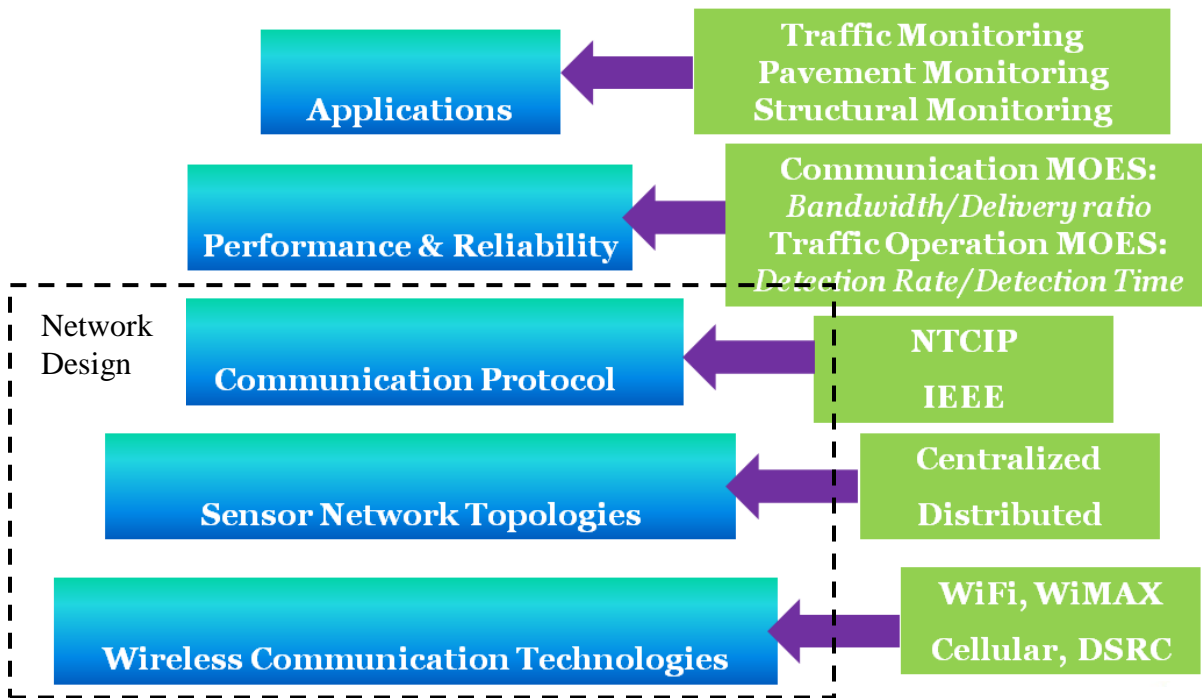 Traffic Monitoring
Pavement Monitoring
Structural Monitoring
Applications
Communication MOES:
Bandwidth/Delivery ratio
Traffic Operation MOES:
Detection Rate/Detection Time
Performance & Reliability
Network
Design
NTCIP
IEEE
Communication Protocol
Centralized
Distributed
Sensor Network Topologies
WiFi, WiMAX
Cellular, DSRC
Wireless Communication Technologies